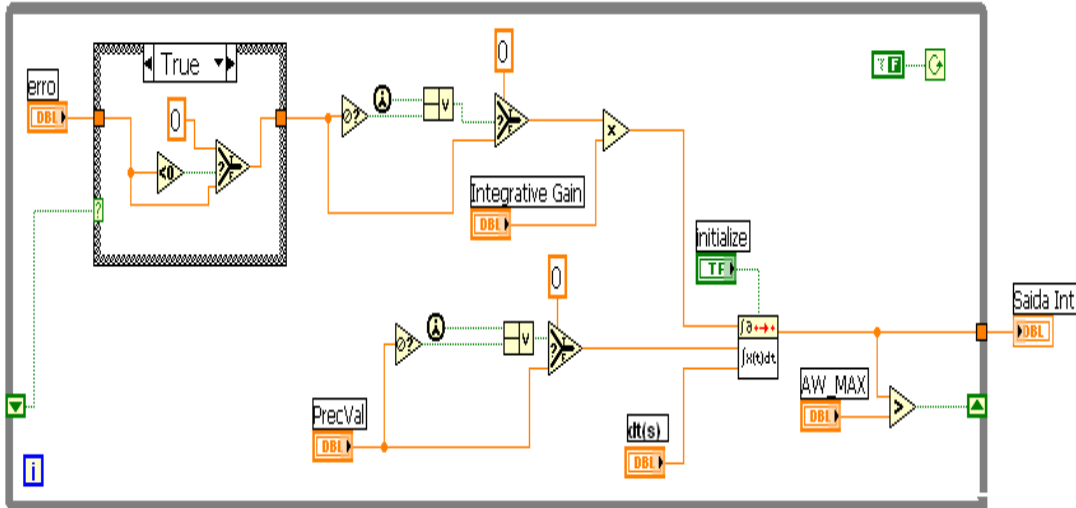 True
erro
DBL
0
<0
?
T
F
?
0
∅?
v
?
F
x
Integrative Gain
DBL
F
initialize
TF
0
∅?
v
?
F
∫∂
∫x(t)dt
PrecVal
DBL
dt(s)
DBL
AW_MAX
DBL
>
Saida Int
DBL
i